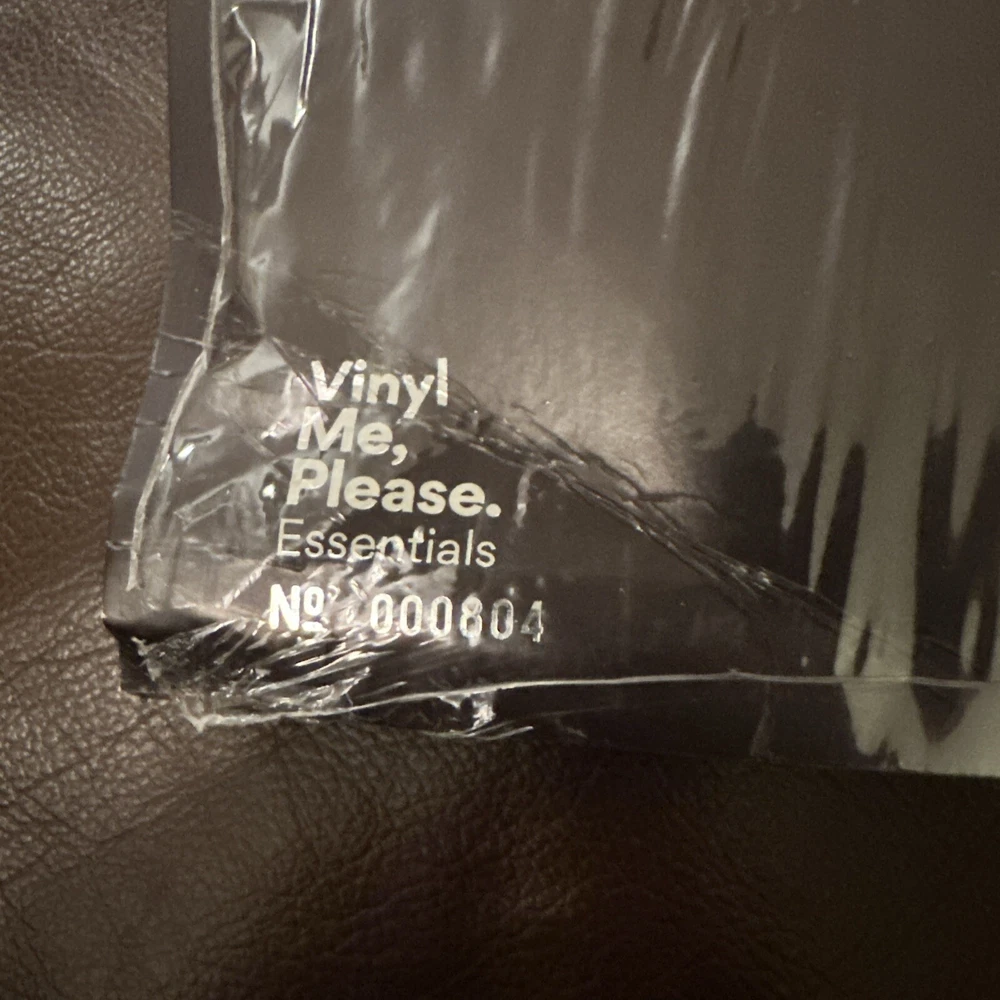 Vinyl
Me,
Please.
Essentials
Nº 000804